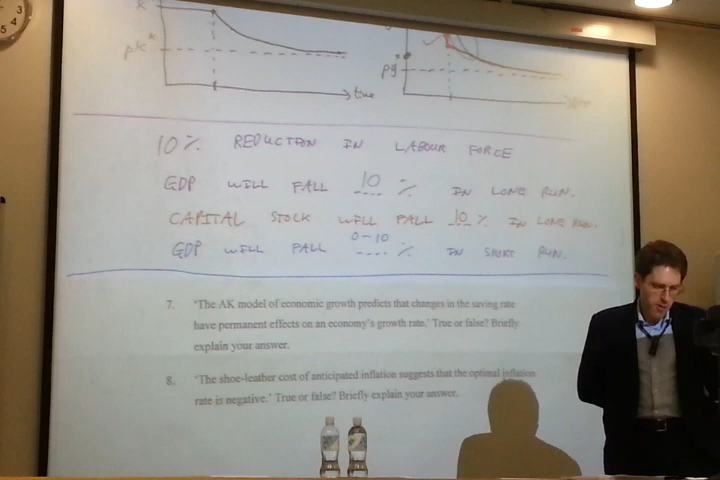 k
pk*
time
py*
10% REDUCTION IN LABOUR FORCE
GDP WILL FALL 10 % IN LONG RUN.
CAPITAL STOCK WILL FALL 10 % IN LONG RUN.
0-10
GDP WILL FALL % IN SHORT RUN.
7. 'The AK model of economic growth predicts that changes in the saving rate
have permanent effects on an economy's growth rate.' True or false? Briefly
explain your answer.
8. 'The shoe-leather cost of anticipated inflation suggests that the optimal inflation
rate is negative.' True or false? Briefly explain your answer.